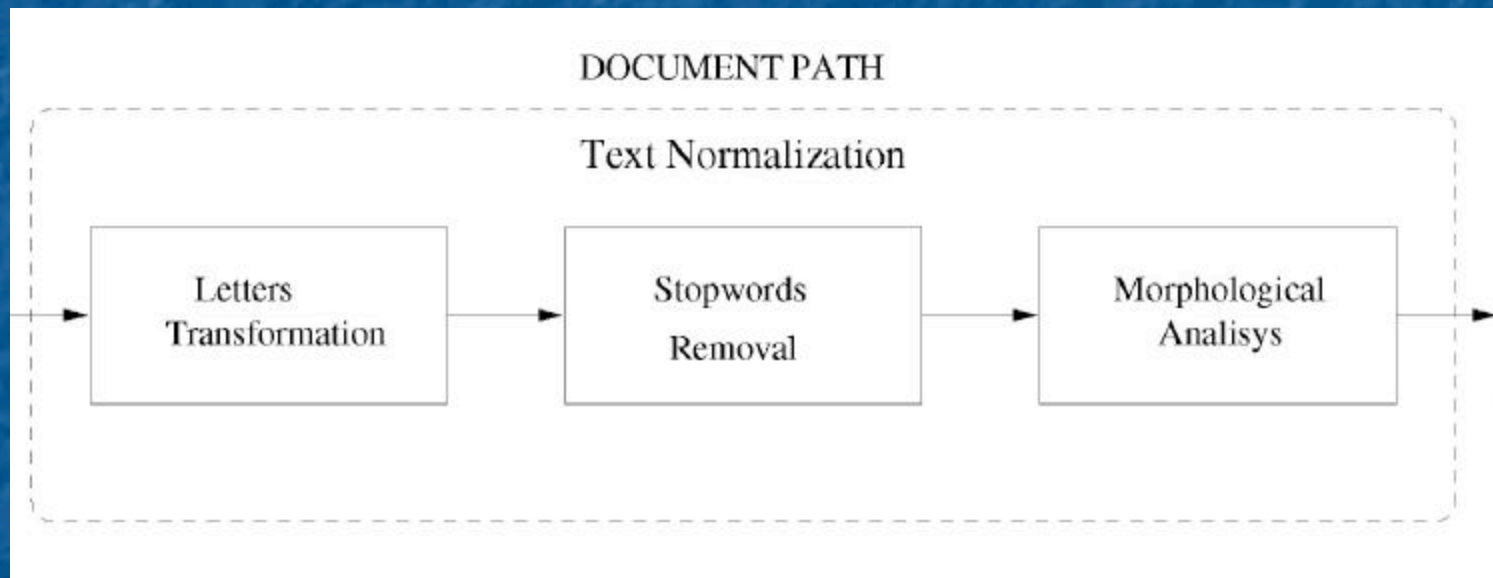 DOCUMENT PATH
Text Normalization
Letters
Transformation
Stopwords
Removal
Morphological
Analisys